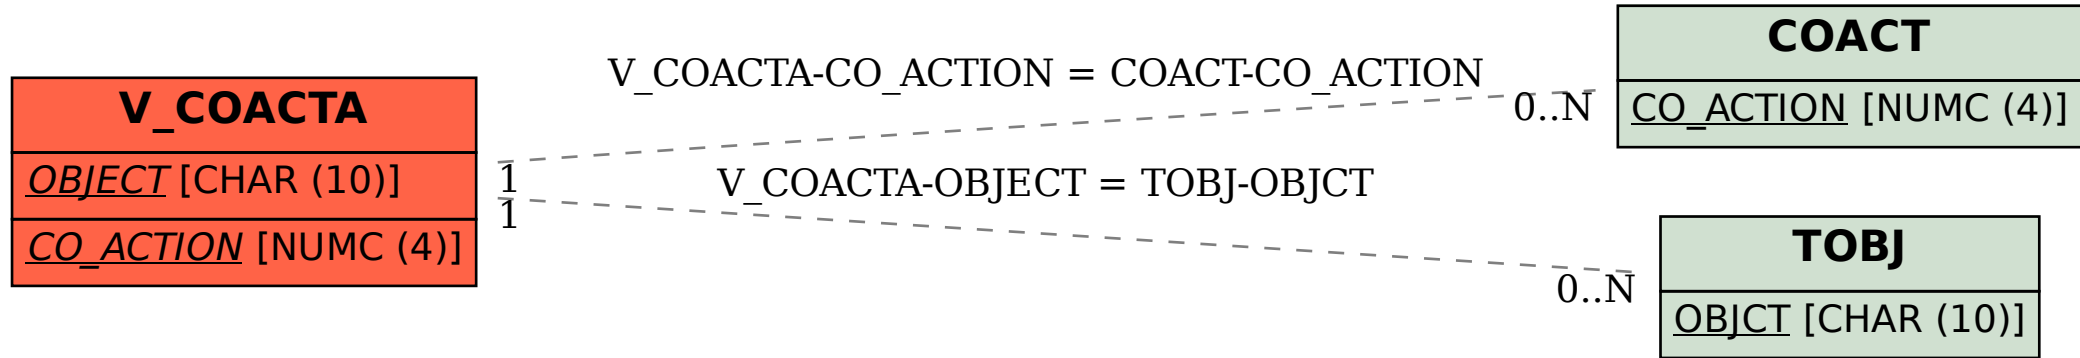 V_COACTA
OBJECT [CHAR (10)]
CO_ACTION [NUMC (4)]
V_COACTA-CO_ACTION = COACT-CO_ACTION
1
0..N
V_COACTA-OBJECT = TOBJ-OBJCT
1
0..N
COACT
CO_ACTION [NUMC (4)]
TOBJ
OBJCT [CHAR (10)]